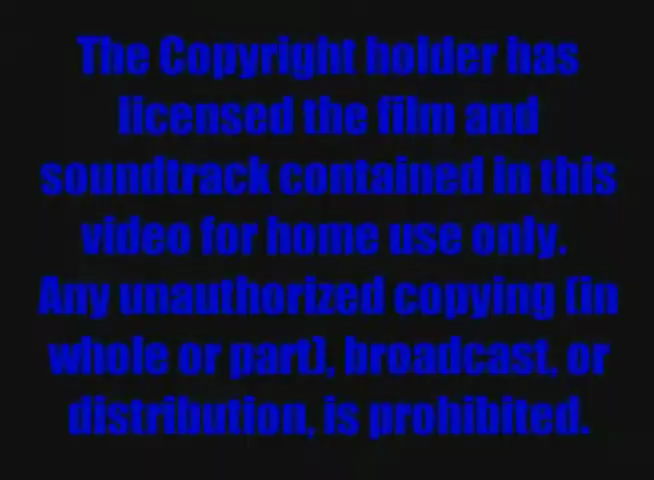 The Copyright holder has
licensed the film and
soundtrack contained in this
video for home use only.
Any unauthorized copying (in
whole or part), broadcast, or
distribution, is prohibited.